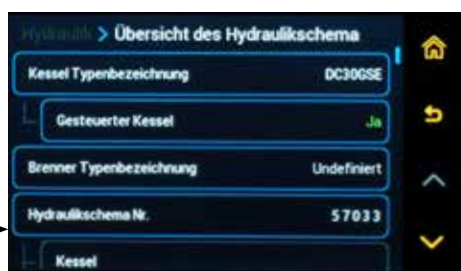 Hydraulik > Übersicht des Hydraulikschema
Kessel Typenbezeichnung DC30GSE
Gesteuerter Kessel Ja
Brenner Typenbezeichnung Undefiniert
Hydraulikschema Nr. 57033
Kessel